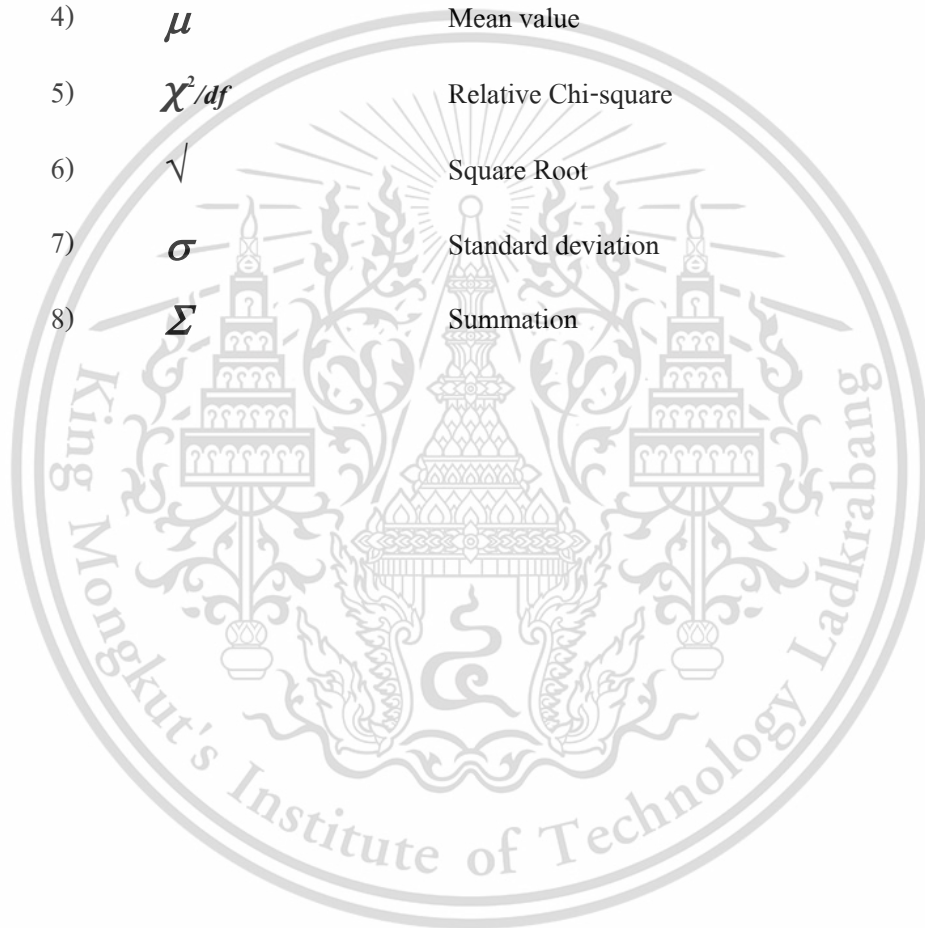 4) μ Mean value
5) χ²/df Relative Chi-square
6) √ Square Root
7) σ Standard deviation
8) Σ Summation
King Mongkut's Institute of Technology Ladkrabang